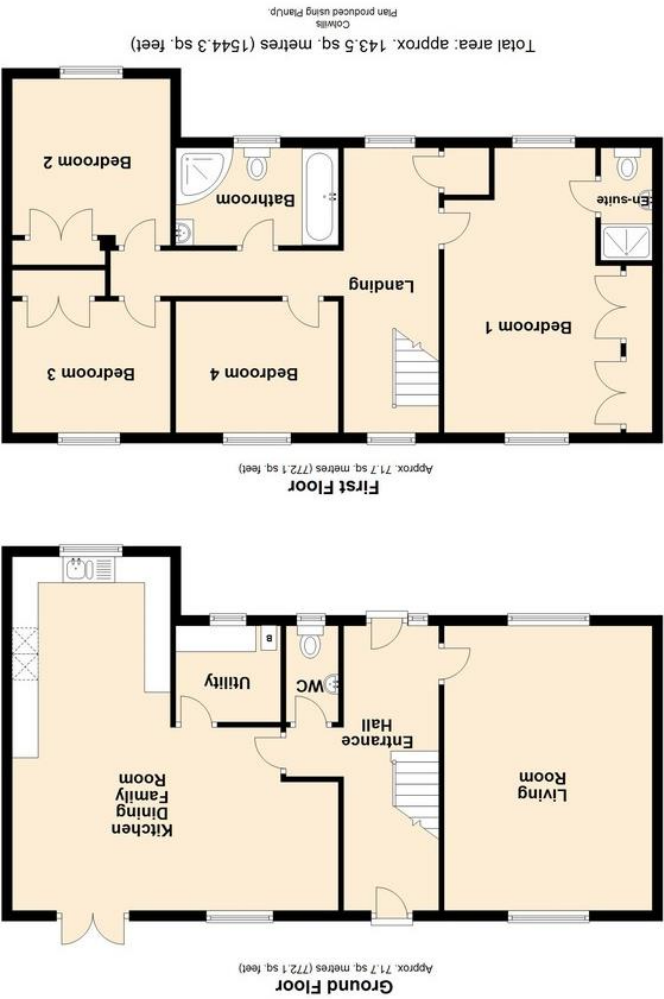 Ground Floor
Approx. 71.7 sq. metres (772.1 sq. feet)
Kitchen
Dining
Family
Room
Living
Room
Entrance
Hall
Utility
WC
B
First Floor
Approx. 71.7 sq. metres (772.1 sq. feet)
Bedroom 3
Bedroom 4
Bedroom 1
Landing
En-suite
Bathroom
Bedroom 2
Total area: approx. 143.5 sq. metres (1544.3 sq. feet)
Colwills
Plan produced using PlanUp.